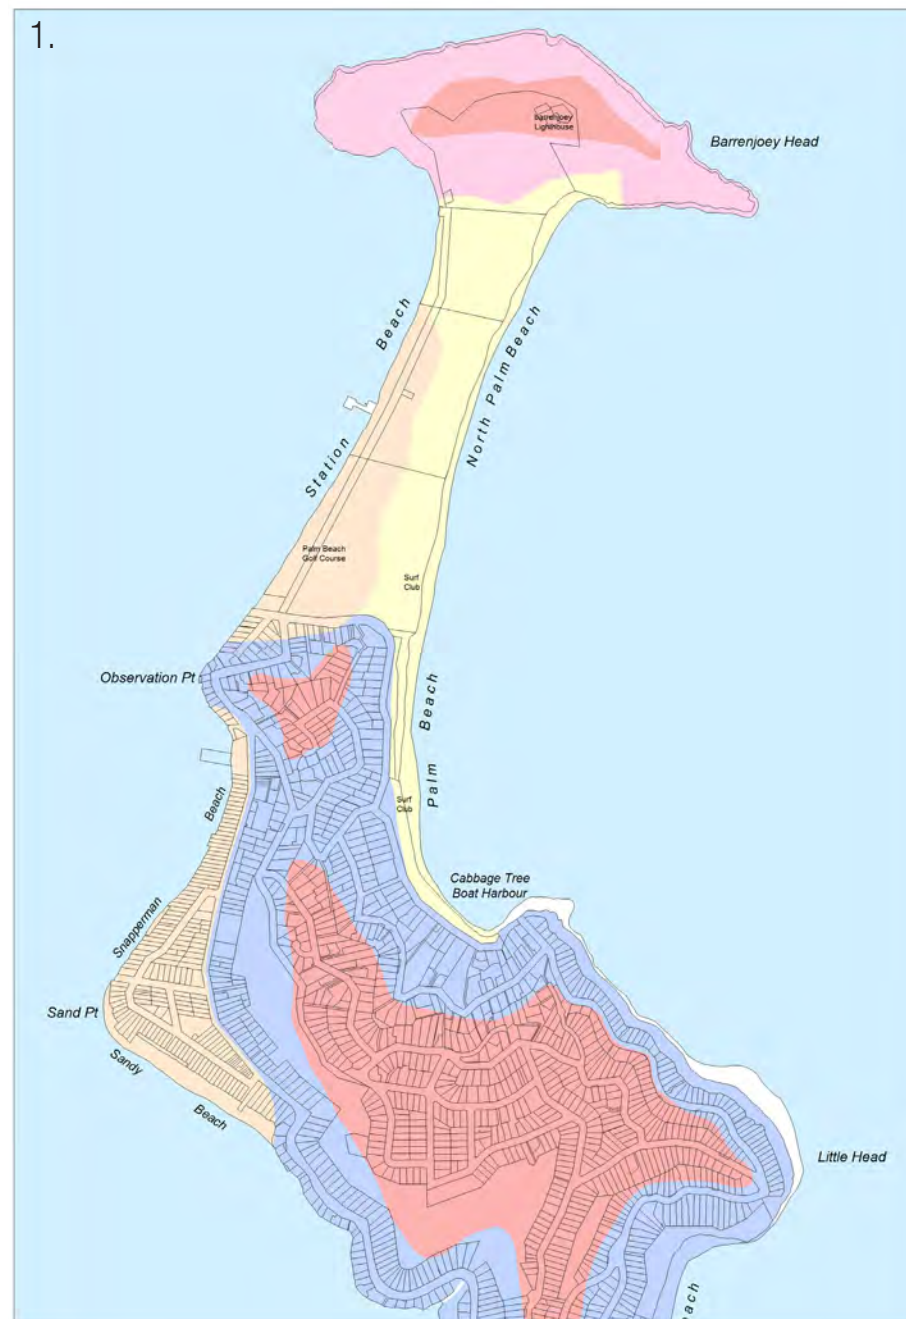 1.
Barrenjoey
Lighthouse
Barrenjoey Head
Beach
North Palm Beach
Station
Palm Beach
Golf Course
Surf
Club
Observation Pt
Beach
Palm
Surf
Club
Beach
Cabbage Tree
Boat Harbour
Snapperman
Sand Pt
Sandy
Beach
Little Head
each